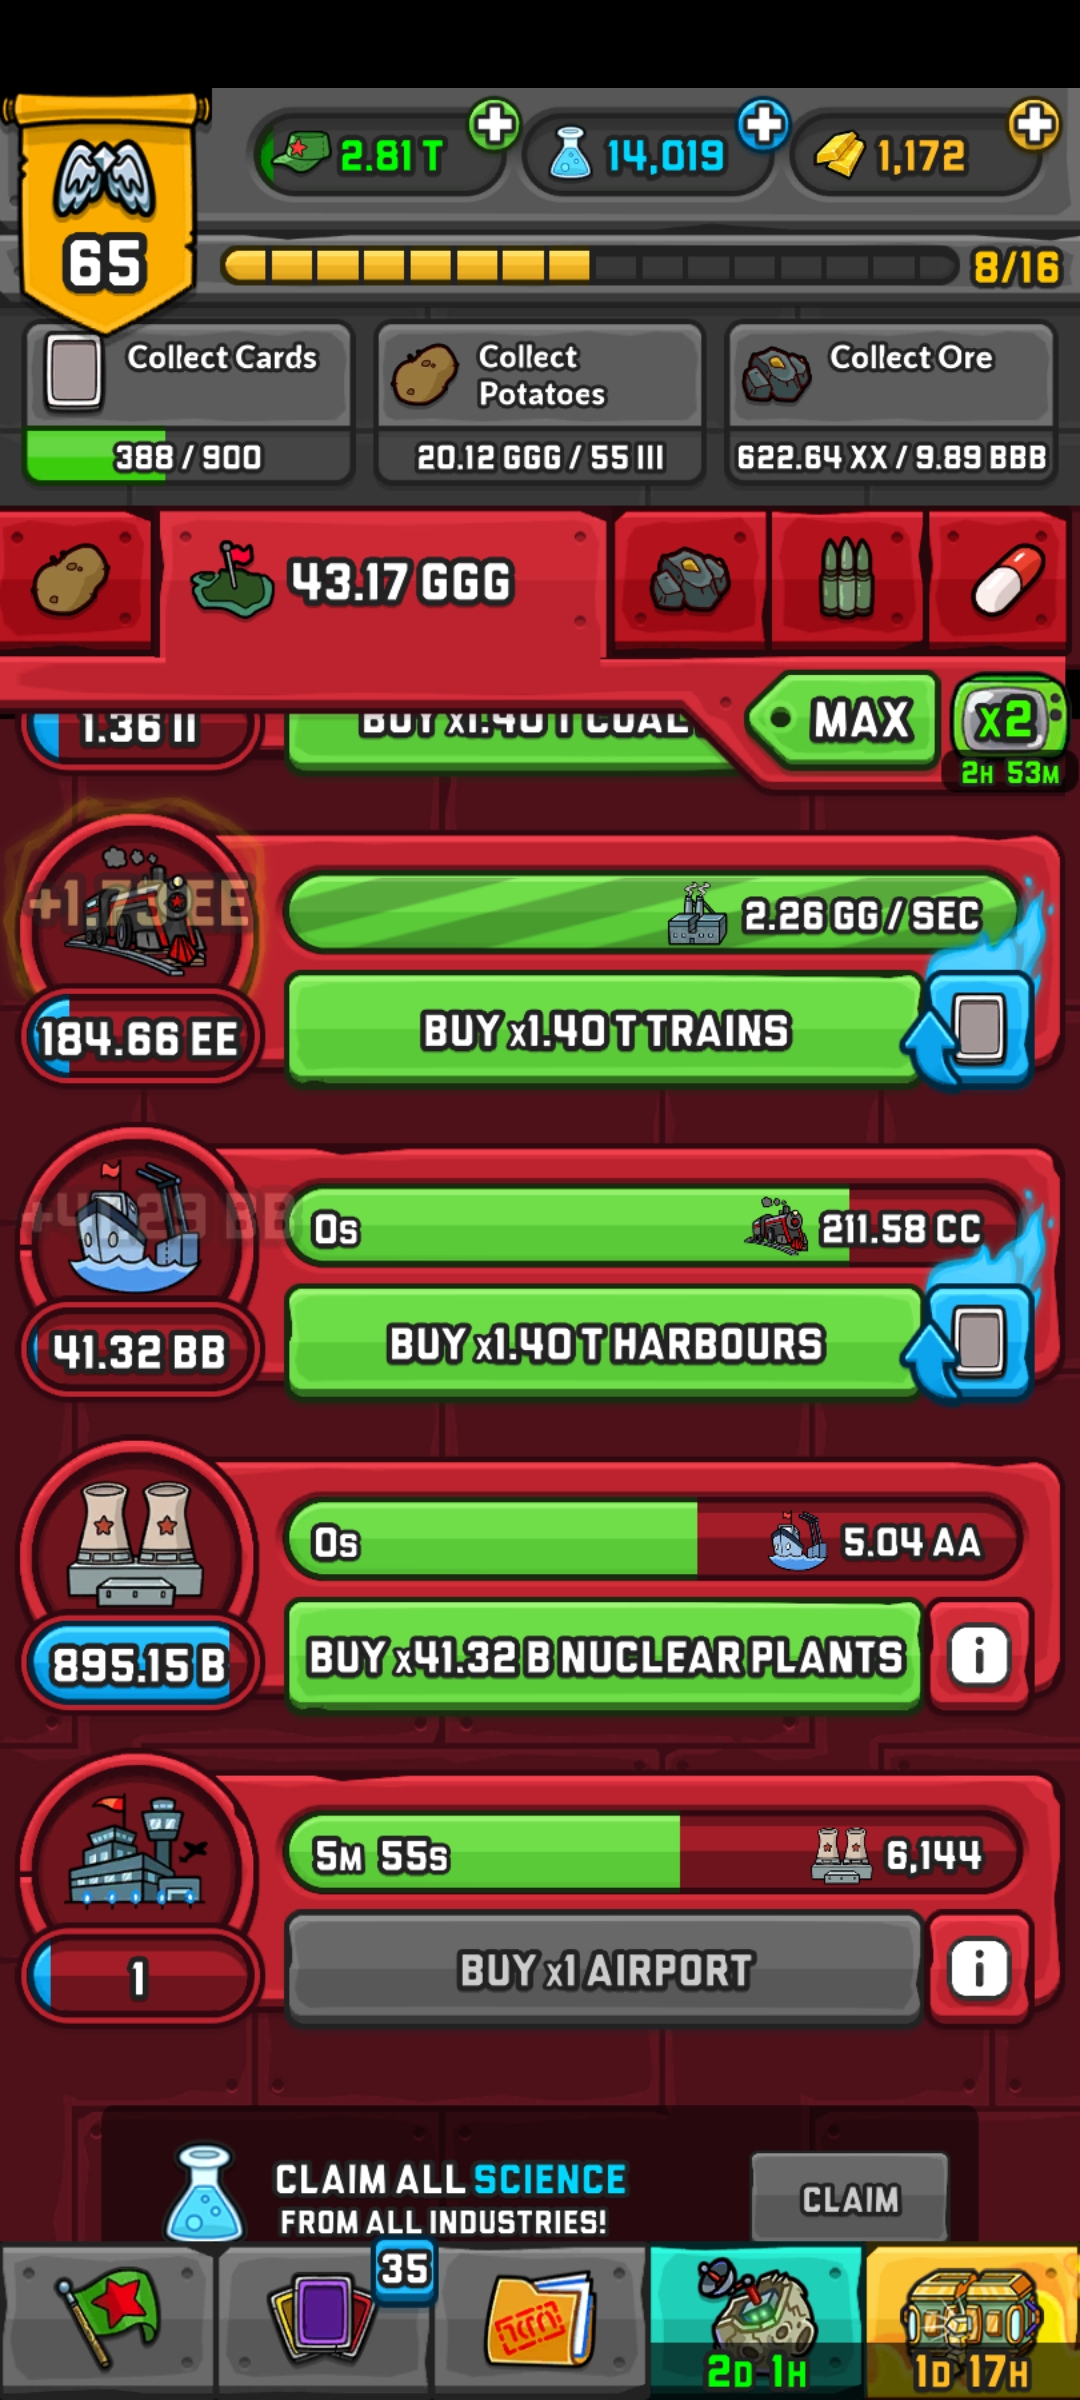 2.81 T
14,019
1,172
65
8/16
Collect Cards
388 / 900
Collect
Potatoes
20.12 GGG / 55 III
Collect Ore
622.64 XX / 9.89 BBB
43.17 GGG
MAX
x2
2H 53M
1.36 II
BUY x1.40 T COAL
+1.73 EE
2.26 GG / SEC
184.66 EE
BUY x1.40 T TRAINS
+41.23 BB
0s
211.58 CC
41.32 BB
BUY x1.40 T HARBOURS
0s
5.04 AA
895.15 B
BUY x41.32 B NUCLEAR PLANTS
i
5M 55s
6,144
1
BUY x1 AIRPORT
i
CLAIM ALL SCIENCE
FROM ALL INDUSTRIES!
CLAIM
35
2D 1H
1D 17H